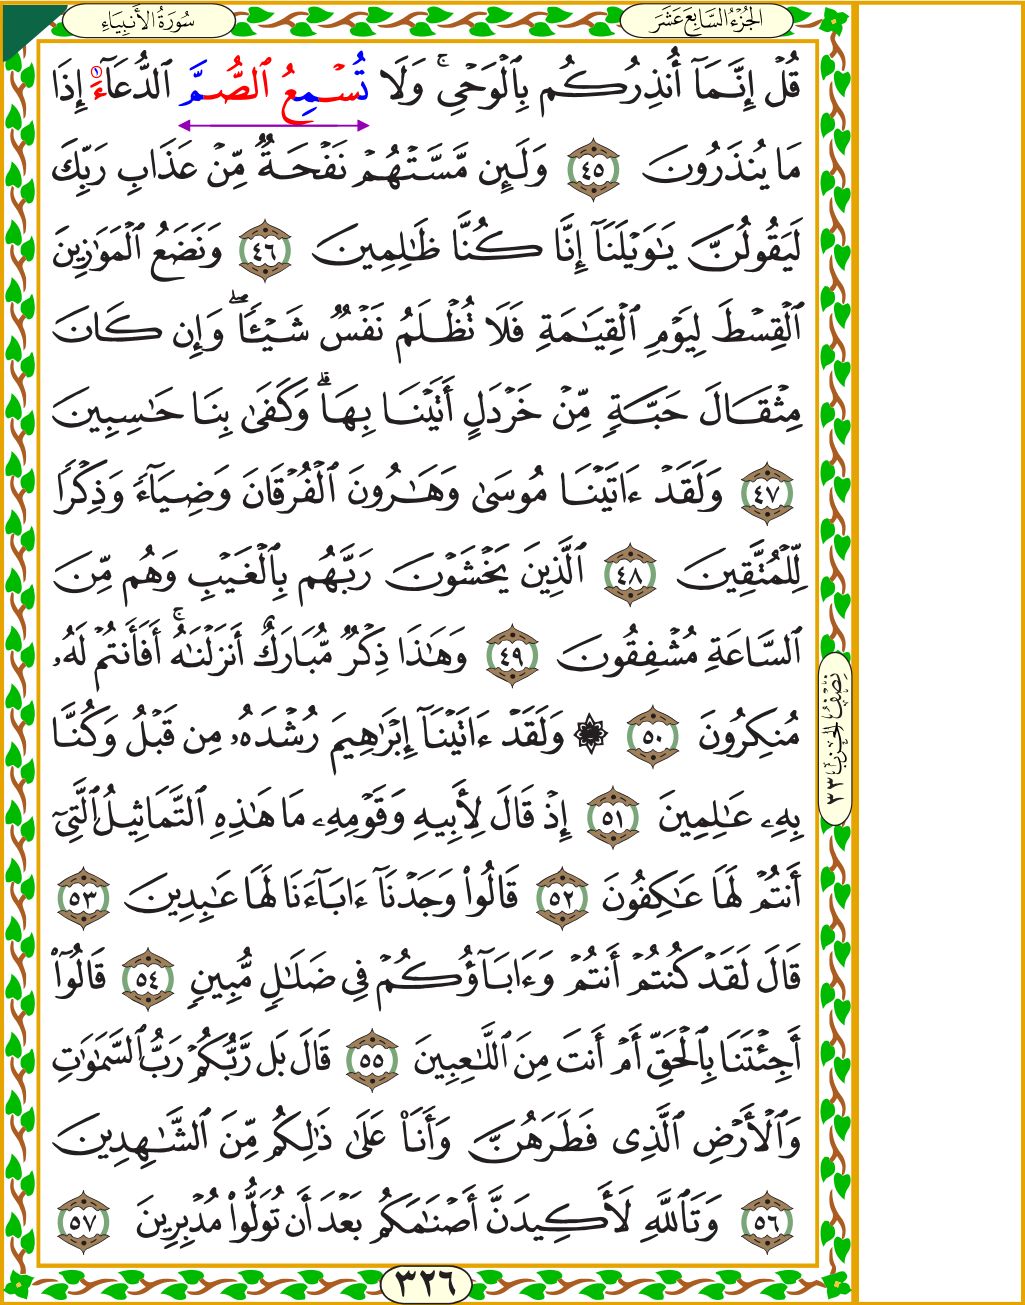 سُورَةُ الأَنبِيَاءِ
الجُزْءُ السَّابِعَ عَشَرَ
قُلْ إِنَّمَآ أُنذِرُكُم بِٱلْوَحْىِ ۚ وَلَا تُسْمِعُ ٱلصُّمَّ ٱلدُّعَآءَ إِذَا
مَا يُنذَرُونَ ٤٥ وَلَئِن مَّسَّتْهُمْ نَفْحَةٌ مِّنْ عَذَابِ رَبِّكَ
لَيَقُولُنَّ يَـٰوَيْلَنَآ إِنَّا كُنَّا ظَـٰلِمِينَ ٤٦ وَنَضَعُ ٱلْمَوَٰزِينَ
ٱلْقِسْطَ لِيَوْمِ ٱلْقِيَـٰمَةِ فَلَا تُظْلَمُ نَفْسٌ شَيْـًٔا ۖ وَإِن كَانَ
مِثْقَالَ حَبَّةٍ مِّنْ خَرْدَلٍ أَتَيْنَا بِهَا ۗ وَكَفَىٰ بِنَا حَـٰسِبِينَ
٤٧ وَلَقَدْ ءَاتَيْنَا مُوسَىٰ وَهَـٰرُونَ ٱلْفُرْقَانَ وَضِيَآءً وَذِكْرًا
لِّلْمُتَّقِينَ ٤٨ ٱلَّذِينَ يَخْشَوْنَ رَبَّهُم بِٱلْغَيْبِ وَهُم مِّنَ
ٱلسَّاعَةِ مُشْفِقُونَ ٤٩ وَهَـٰذَا ذِكْرٌ مُّبَارَكٌ أَنزَلْنَـٰهُ ۚ أَفَأَنتُمْ لَهُۥ
مُنكِرُونَ ٥٠ ۞ وَلَقَدْ ءَاتَيْنَآ إِبْرَٰهِيمَ رُشْدَهُۥ مِن قَبْلُ وَكُنَّا
بِهِۦ عَـٰلِمِينَ ٥١ إِذْ قَالَ لِأَبِيهِ وَقَوْمِهِۦ مَا هَـٰذِهِ ٱلتَّمَاثِيلُ ٱلَّتِىٓ
أَنتُمْ لَهَا عَـٰكِفُونَ ٥٢ قَالُوا۟ وَجَدْنَآ ءَابَآءَنَا لَهَا عَـٰبِدِينَ ٥٣
قَالَ لَقَدْ كُنتُمْ أَنتُمْ وَءَابَآؤُكُمْ فِى ضَلَـٰلٍ مُّبِينٍ ٥٤ قَالُوٓا۟
أَجِئْتَنَا بِٱلْحَقِّ أَمْ أَنتَ مِنَ ٱللَّـٰعِبِينَ ٥٥ قَالَ بَل رَّبُّكُمْ رَبُّ ٱلسَّمَـٰوَٰتِ
وَٱلْأَرْضِ ٱلَّذِى فَطَرَهُنَّ وَأَنَا۠ عَلَىٰ ذَٰلِكُم مِّنَ ٱلشَّـٰهِدِينَ
٥٦ وَتَٱللَّهِ لَأَكِيدَنَّ أَصْنَـٰمَكُم بَعْدَ أَن تُوَلُّوا۟ مُدْبِرِينَ ٥٧
نِصْفُ الحِزْبِ ٣٣
٣٢٦